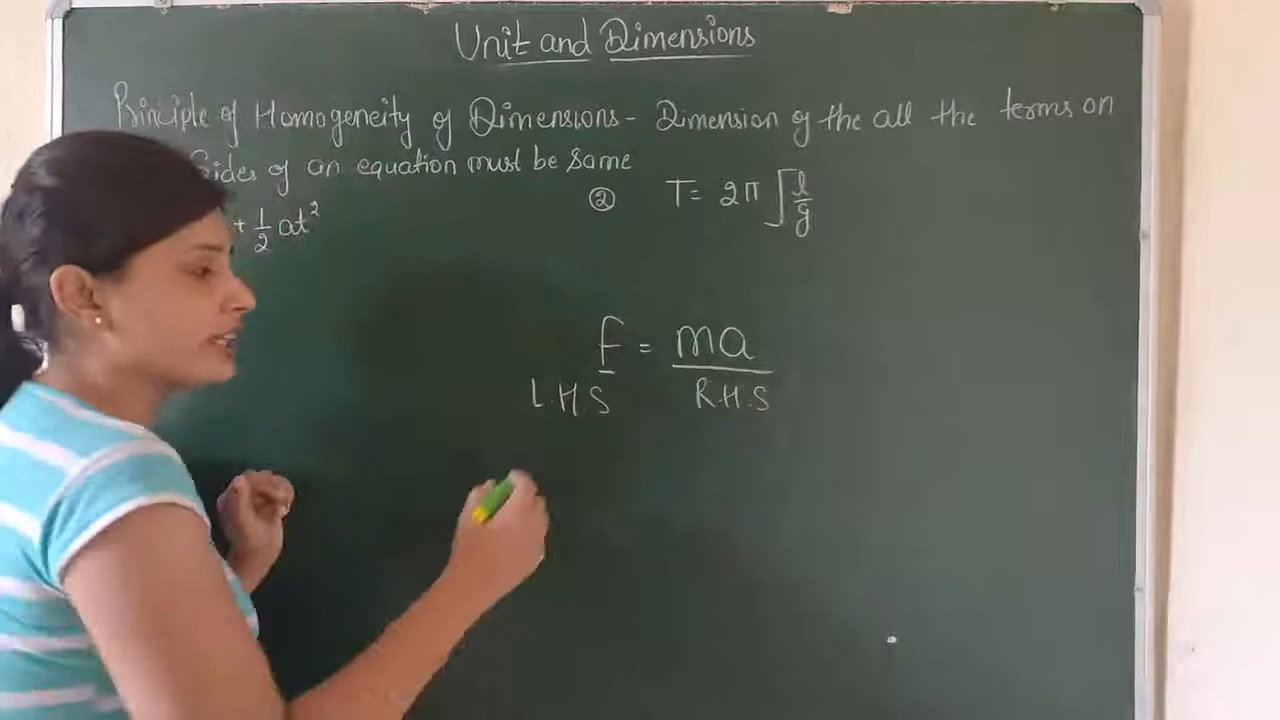 Unit and Dimensions
Principle of Homogeneity of Dimensions - Dimension of the all the terms on
Sides of an equation must be same
② T = 2π √l/g
+ 1/2 at²
F = ma
L.H.S R.H.S